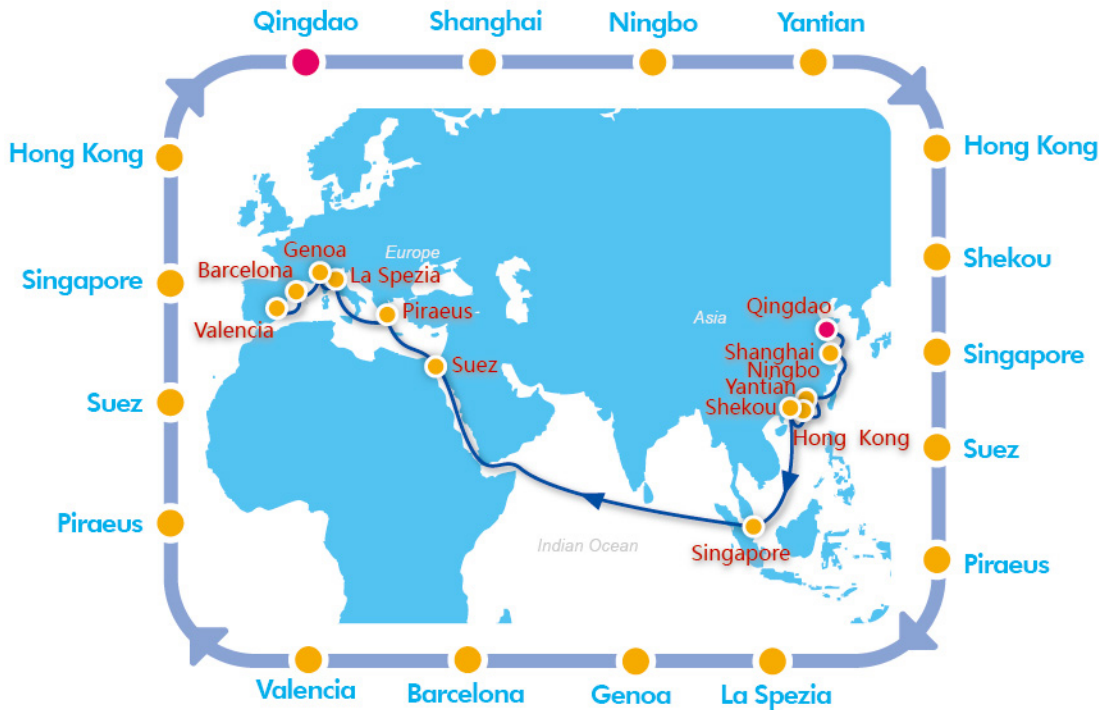 Qingdao
Shanghai
Ningbo
Yantian
Hong Kong
Hong Kong
Shekou
Singapore
Singapore
Suez
Suez
Piraeus
Piraeus
Valencia
Barcelona
Genoa
La Spezia
Genoa
Europe
Barcelona
La Spezia
Valencia
Piraeus
Suez
Asia
Qingdao
Shanghai
Ningbo
Yantian
Shekou
Hong Kong
Indian Ocean
Singapore